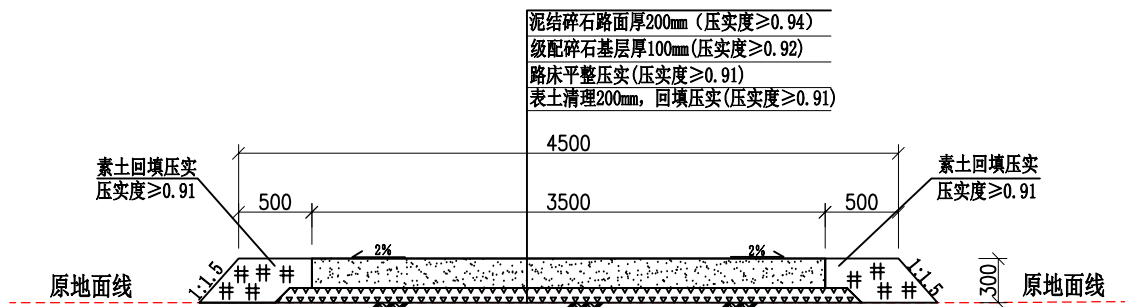 泥结碎石路面厚200mm（压实度≥0.94）
级配碎石基层厚100mm(压实度≥0.92)
路床平整压实(压实度≥0.91)
表土清理200mm，回填压实(压实度≥0.91)
4500
素土回填压实
压实度≥0.91
素土回填压实
压实度≥0.91
500
3500
500
2%
2%
1:1.5
1:1.5
300
原地面线
原地面线